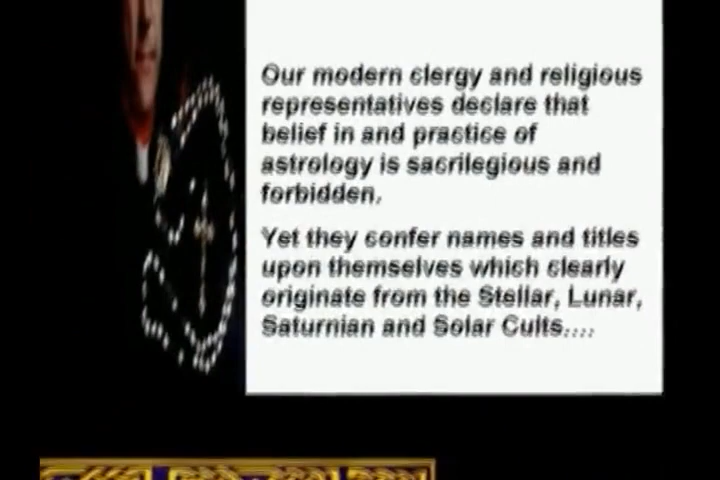 Our modern clergy and religious
representatives declare that
belief in and practice of
astrology is sacrilegious and
forbidden.
Yet they confer names and titles
upon themselves which clearly
originate from the Stellar, Lunar,
Saturnian and Solar Cults....